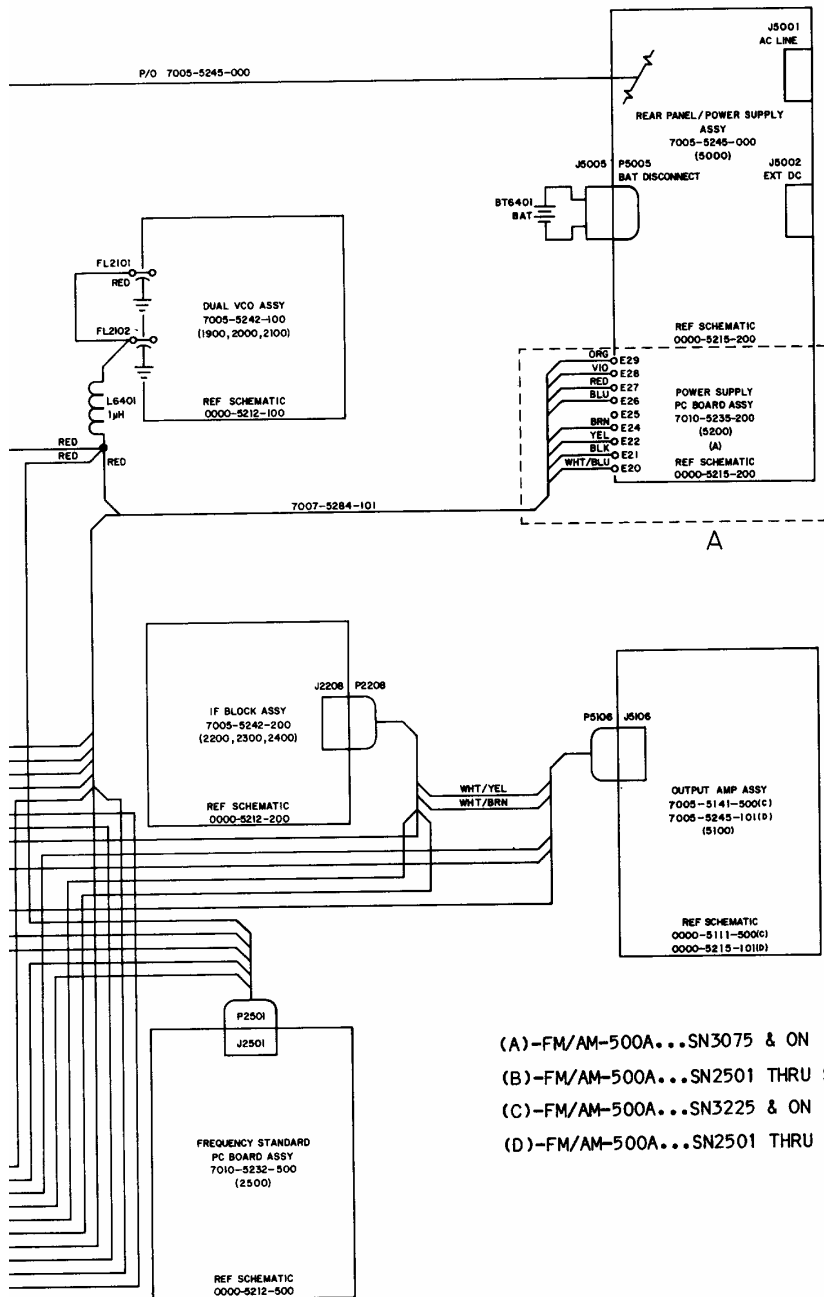 J5001
AC LINE
P/O 7005-5245-000
REAR PANEL/POWER SUPPLY
ASSY
7005-5245-000
(5000)
J5005 P5005
BAT DISCONNECT
J5002
EXT DC
BT6401
BAT
FL2101
RED
DUAL VCO ASSY
7005-5242-100
(1900,2000,2100)
FL2102
REF SCHEMATIC
0000-5212-100
L6401
1µH
RED
RED
RED
REF SCHEMATIC
0000-5215-200
ORG E29
VIO E28
RED E27
BLU E26
E25
BRN E24
YEL E22
BLK E21
WHT/BLU E20
POWER SUPPLY
PC BOARD ASSY
7010-5235-200
(5200)
(A)
REF SCHEMATIC
0000-5215-200
7007-5284-101
A
J2208 P2208
IF BLOCK ASSY
7005-5242-200
(2200,2300,2400)
REF SCHEMATIC
0000-5212-200
P5106 J5106
WHT/YEL
WHT/BRN
OUTPUT AMP ASSY
7005-5141-500(C)
7005-5245-101(D)
(5100)
REF SCHEMATIC
0000-5111-500(C)
0000-5215-101(D)
P2501
J2501
FREQUENCY STANDARD
PC BOARD ASSY
7010-5232-500
(2500)
REF SCHEMATIC
0000-5212-500
(A)-FM/AM-500A...SN3075 & ON
(B)-FM/AM-500A...SN2501 THRU
(C)-FM/AM-500A...SN3225 & ON
(D)-FM/AM-500A...SN2501 THRU